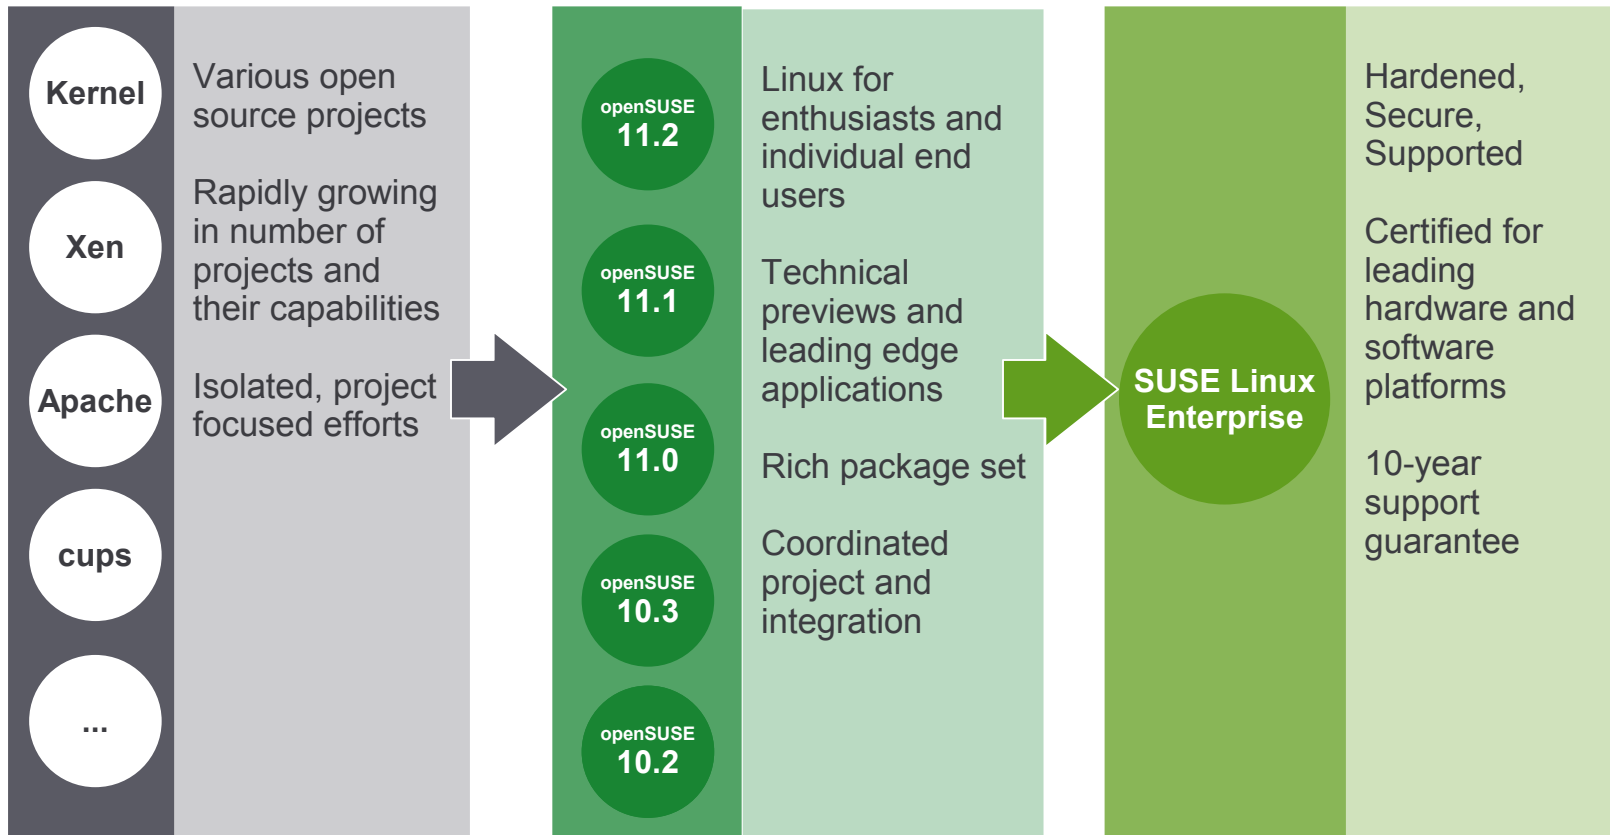 Kernel
Xen
Apache
cups
...
Various open
source projects
Rapidly growing
in number of
projects and
their capabilities
Isolated, project
focused efforts
openSUSE
11.2
openSUSE
11.1
openSUSE
11.0
openSUSE
10.3
openSUSE
10.2
Linux for
enthusiasts and
individual end
users
Technical
previews and
leading edge
applications
Rich package set
Coordinated
project and
integration
SUSE Linux
Enterprise
Hardened,
Secure,
Supported
Certified for
leading
hardware and
software
platforms
10-year
support
guarantee